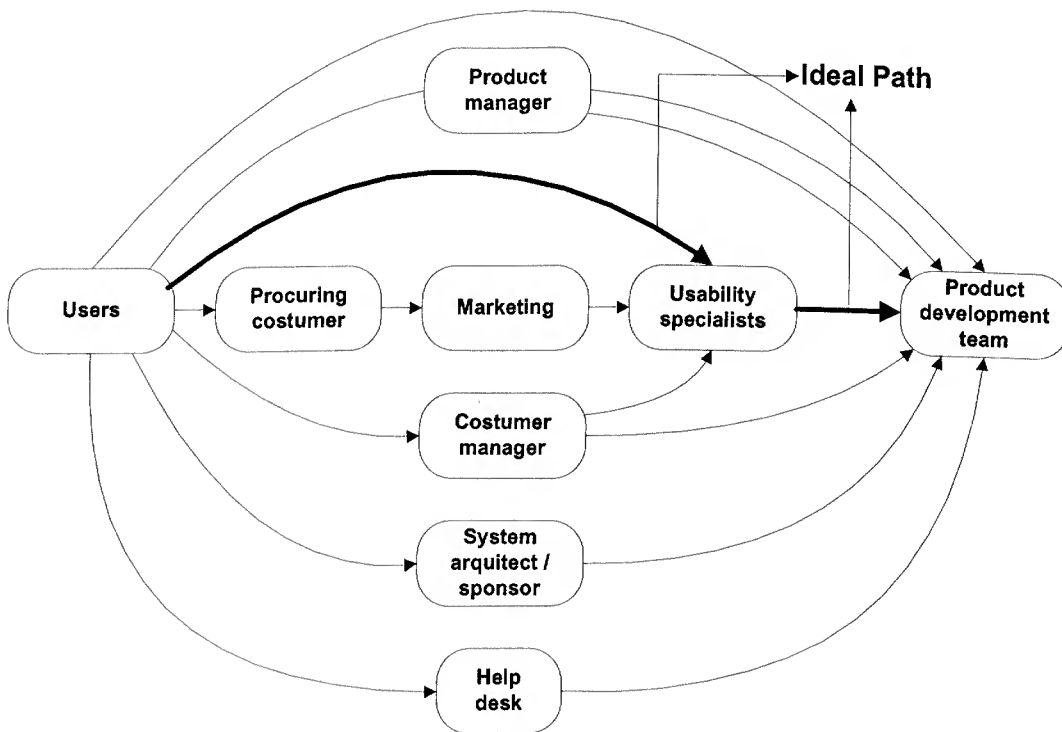 Product
manager
Ideal Path
Users
Procuring
costumer
Marketing
Usability
specialists
Product
development
team
Costumer
manager
System
arquitect /
sponsor
Help
desk